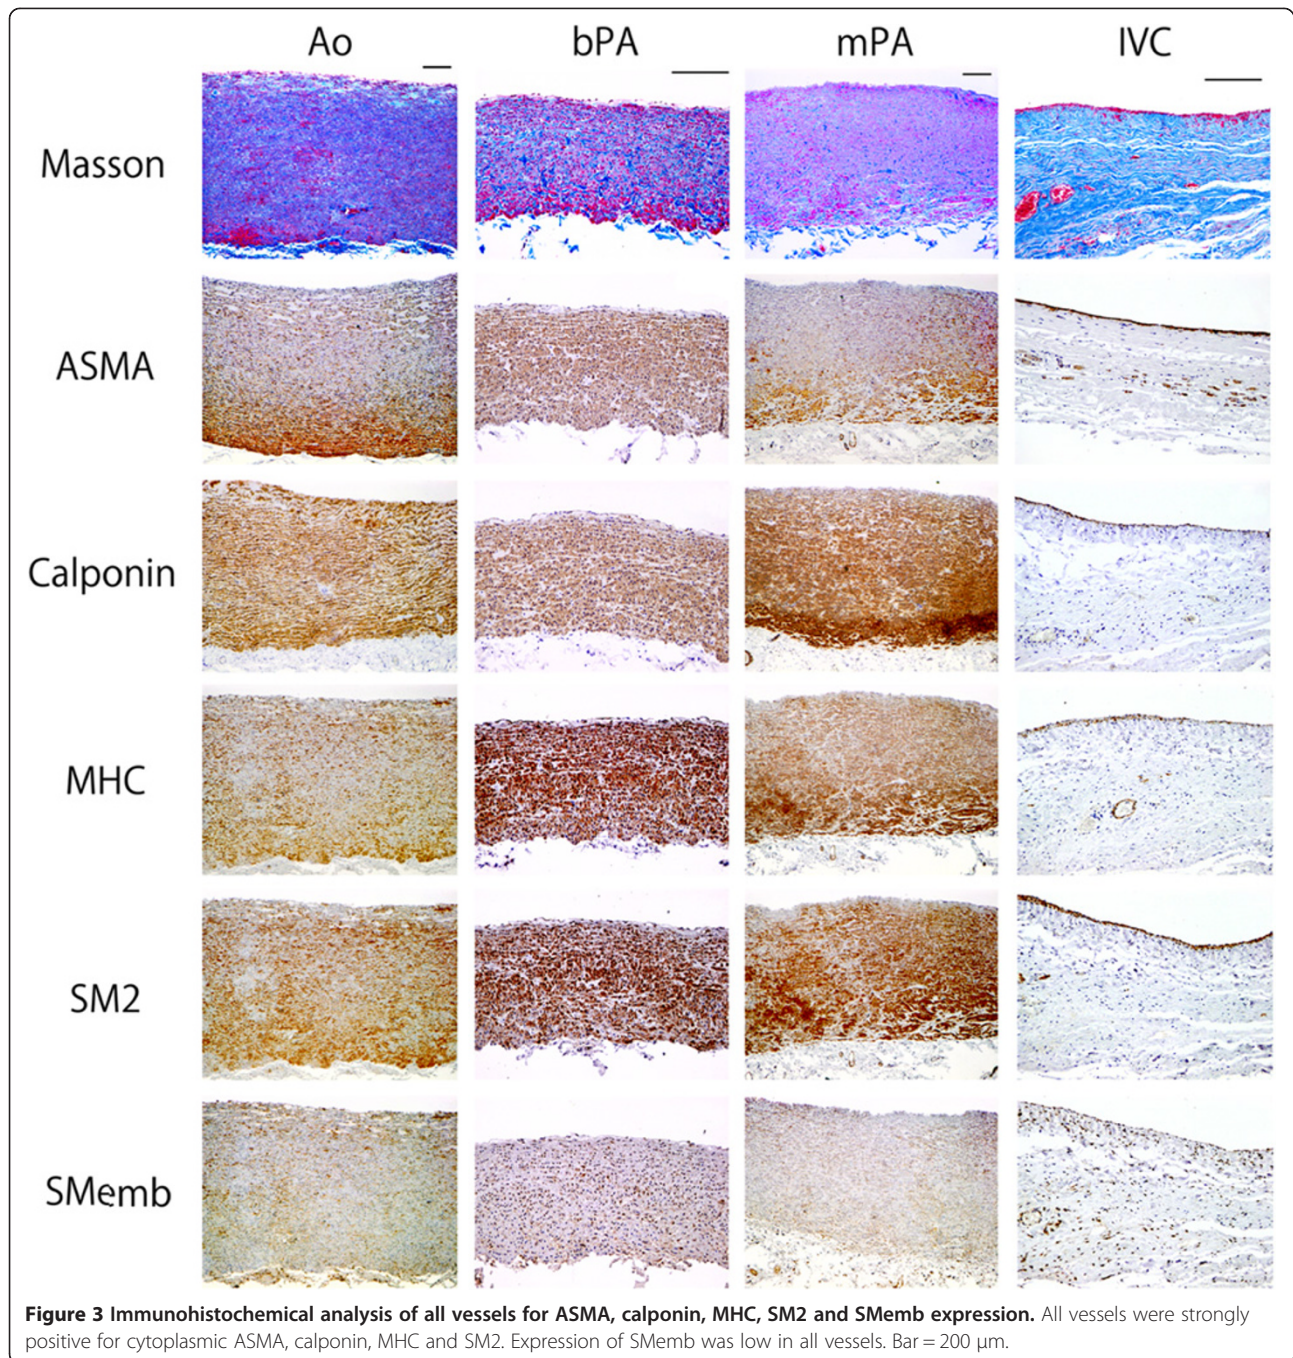 Ao bPA mPA IVC
Masson
ASMA
Calponin
MHC
SM2
SMemb
Figure 3 Immunohistochemical analysis of all vessels for ASMA, calponin, MHC, SM2 and SMemb expression. All vessels were strongly
positive for cytoplasmic ASMA, calponin, MHC and SM2. Expression of SMemb was low in all vessels. Bar = 200 μm.